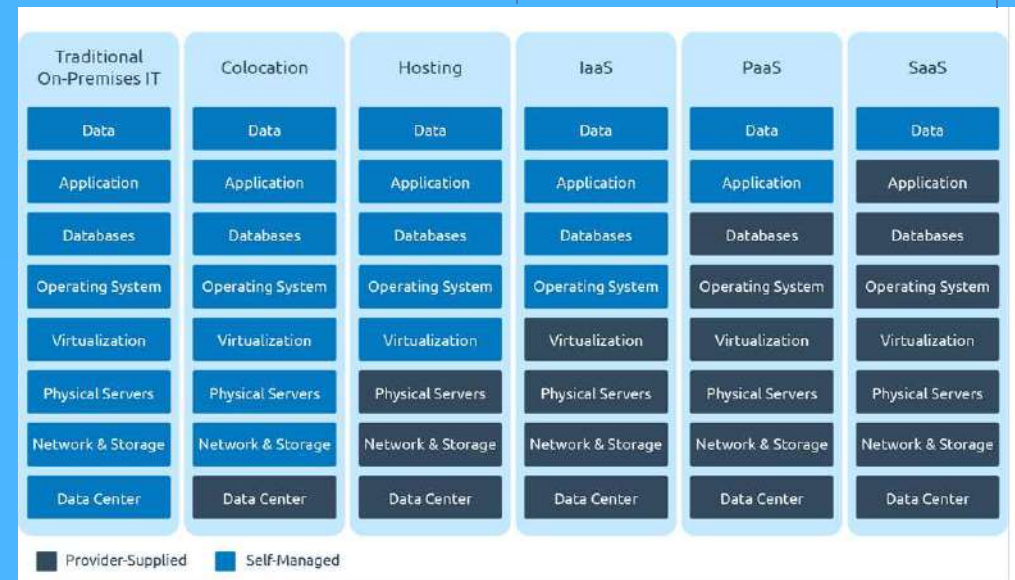 Traditional
On-Premises IT
Colocation
Hosting
IaaS
PaaS
SaaS
Data
Data
Data
Data
Data
Data
Application
Application
Application
Application
Application
Application
Databases
Databases
Databases
Databases
Databases
Databases
Operating System
Operating System
Operating System
Operating System
Operating System
Operating System
Virtualization
Virtualization
Virtualization
Virtualization
Virtualization
Virtualization
Physical Servers
Physical Servers
Physical Servers
Physical Servers
Physical Servers
Physical Servers
Network & Storage
Network & Storage
Network & Storage
Network & Storage
Network & Storage
Network & Storage
Data Center
Data Center
Data Center
Data Center
Data Center
Data Center
Provider-Supplied
Self-Managed